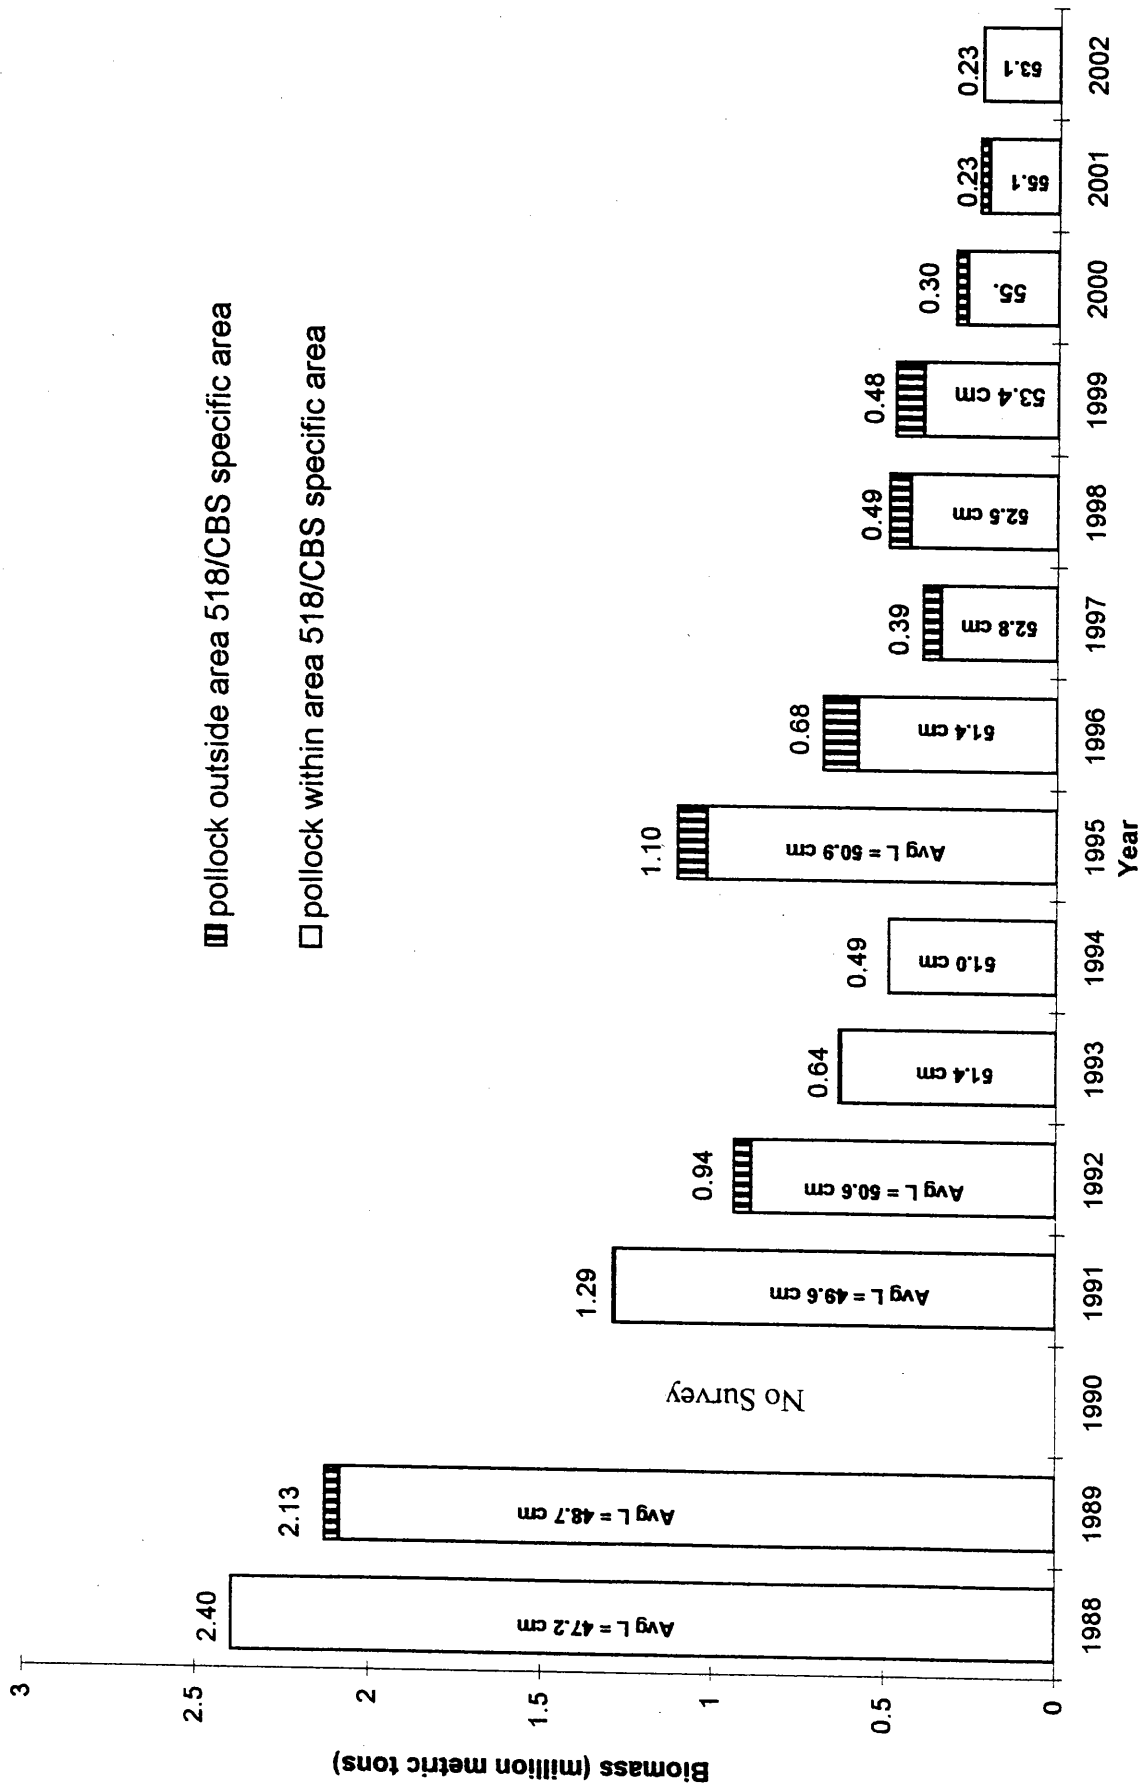 pollock outside area 518/CBS specific area
pollock within area 518/CBS specific area
Biomass (million metric tons)
3
2.5
2
1.5
1
0.5
0
2.40
2.13
1.29
0.94
0.64
0.49
1.10
0.68
0.39
0.49
0.48
0.30
0.23
0.23
Avg L = 47.2 cm
Avg L = 48.7 cm
No Survey
Avg L = 49.6 cm
Avg L = 50.6 cm
51.4 cm
51.0 cm
Avg L = 50.9 cm
51.4 cm
52.8 cm
52.5 cm
53.4 cm
55.
55.1
53.1
1988
1989
1990
1991
1992
1993
1994
1995
1996
1997
1998
1999
2000
2001
2002
Year